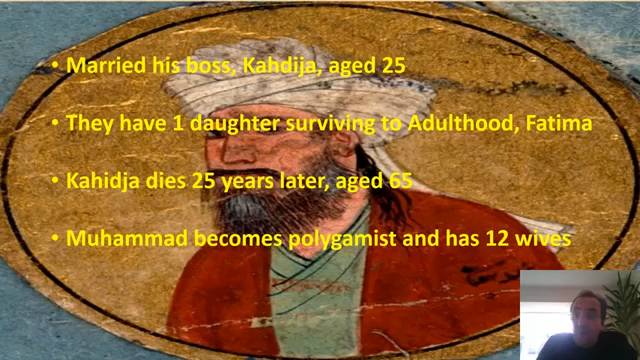 • Married his boss, Kahdija, aged 25
• They have 1 daughter surviving to Adulthood, Fatima
• Kahidja dies 25 years later, aged 65
• Muhammad becomes polygamist and has 12 wives